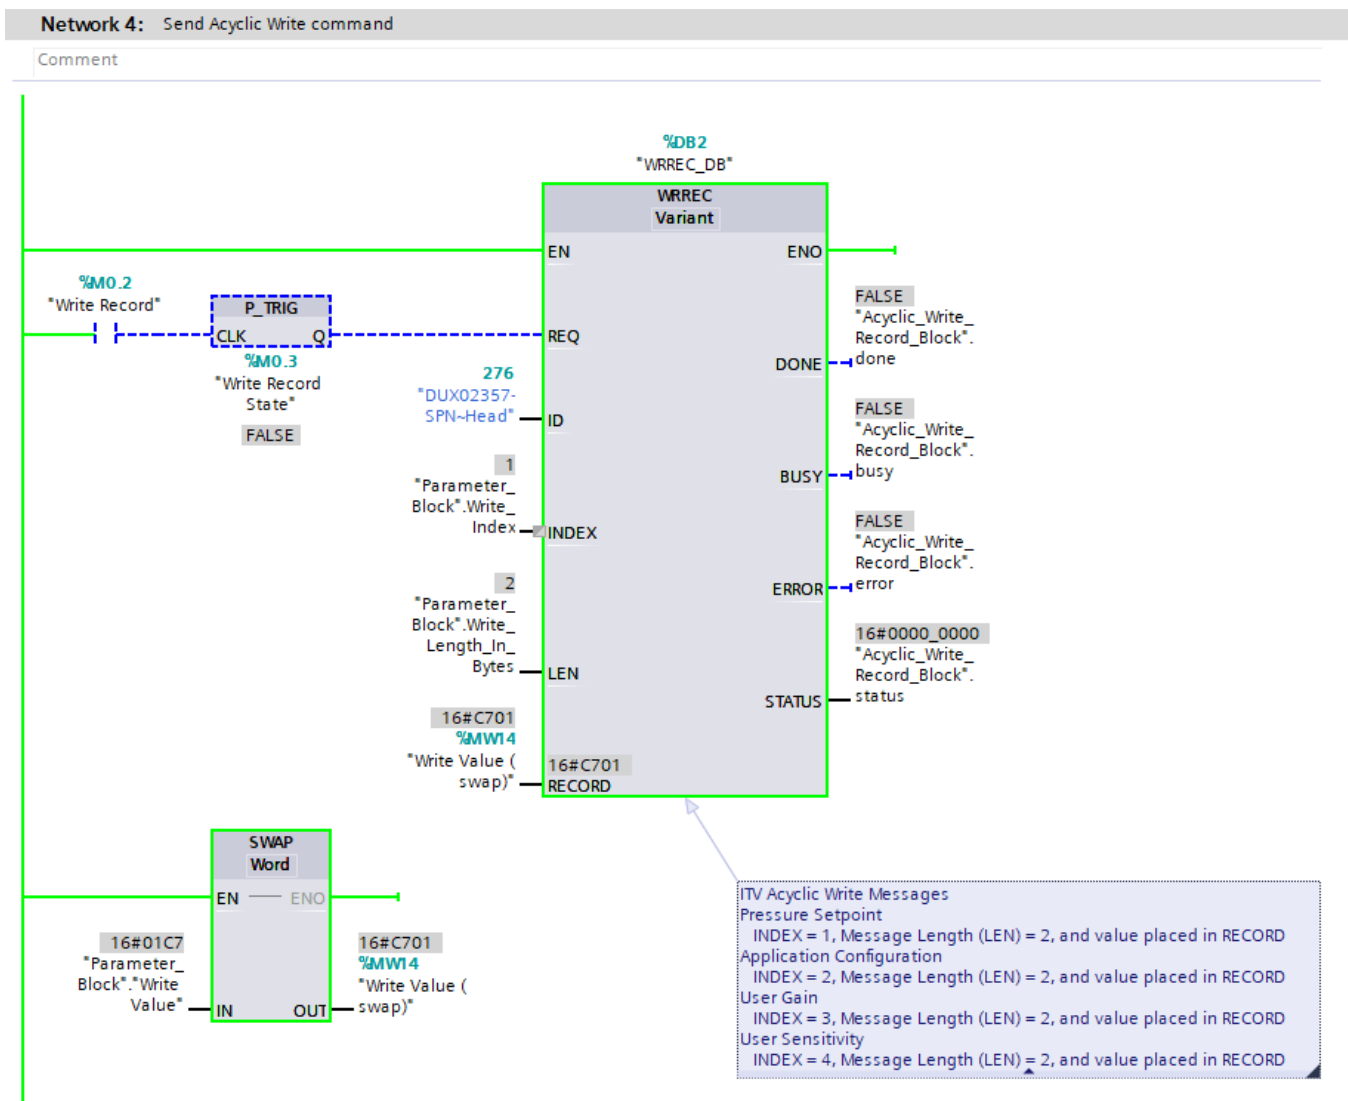 Network 4: Send Acyclic Write command
Comment
%DB2
"WRREC_DB"
WRREC
Variant
EN
ENO
%M0.2
"Write Record"
P_TRIG
CLK
Q
%M0.3
"Write Record
State"
FALSE
REQ
276
"DUX02357-
SPN~Head"
ID
1
"Parameter_
Block".Write_
Index
INDEX
2
"Parameter_
Block".Write_
Length_In_
Bytes
LEN
16#C701
%MW14
"Write Value (
swap)"
16#C701
RECORD
FALSE
"Acyclic_Write_
Record_Block".
done
DONE
FALSE
"Acyclic_Write_
Record_Block".
busy
BUSY
FALSE
"Acyclic_Write_
Record_Block".
error
ERROR
16#0000_0000
"Acyclic_Write_
Record_Block".
status
STATUS
SWAP
Word
EN
ENO
16#01C7
"Parameter_
Block"."Write
Value"
IN
OUT
16#C701
%MW14
"Write Value (
swap)"
ITV Acyclic Write Messages
Pressure Setpoint
INDEX = 1, Message Length (LEN) = 2, and value placed in RECORD
Application Configuration
INDEX = 2, Message Length (LEN) = 2, and value placed in RECORD
User Gain
INDEX = 3, Message Length (LEN) = 2, and value placed in RECORD
User Sensitivity
INDEX = 4, Message Length (LEN) = 2, and value placed in RECORD